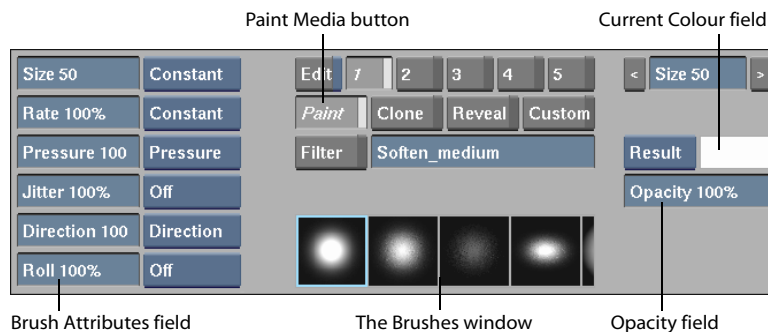 Paint Media button
Current Colour field
Size 50 Constant Edit 1 2 3 4 5 < Size 50 >
Rate 100% Constant Paint Clone Reveal Custom
Pressure 100 Pressure Filter Soften_medium Result
Jitter 100% Off Opacity 100%
Direction 100 Direction
Roll 100% Off
Brush Attributes field
The Brushes window
Opacity field